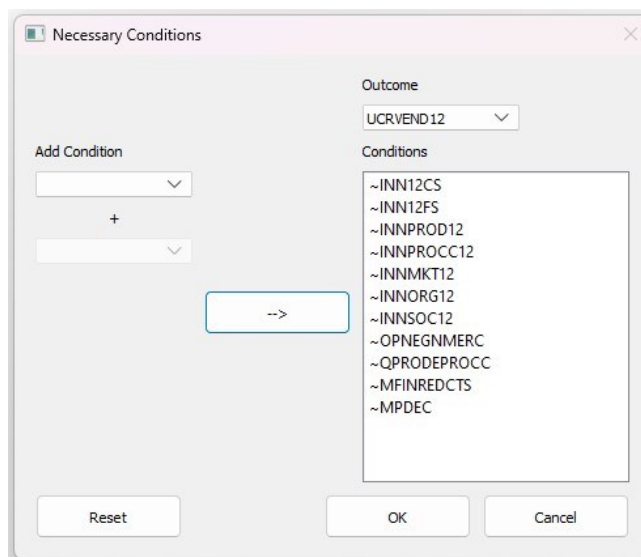 Necessary Conditions
Outcome
UCRVEND12
Add Condition
Conditions
+
~INN12CS
~INN12FS
~INNPROD12
~INNPROCC12
~INNMKT12
~INNORG12
~INNSOC12
~OPNEGNMERC
~QPRODEPROCC
~MFINREDCTS
~MPDEC
-->
Reset
OK
Cancel